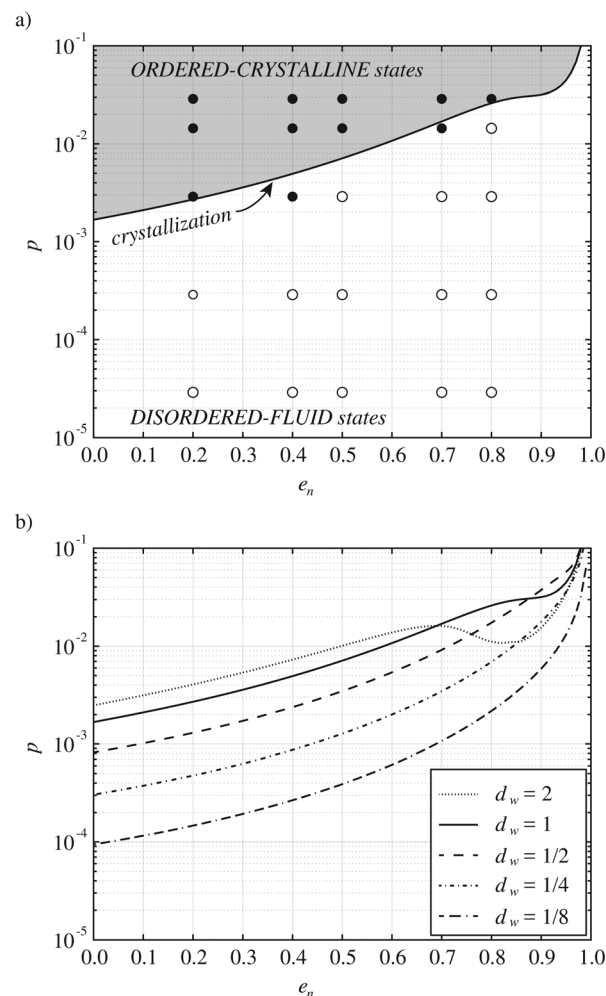 a)
10⁻¹
ORDERED-CRYSTALLINE states
10⁻²
p
10⁻³
crystallization
10⁻⁴
DISORDERED-FLUID states
10⁻⁵
0.0 0.1 0.2 0.3 0.4 0.5 0.6 0.7 0.8 0.9 1.0
eₙ
b)
10⁻¹
10⁻²
p
10⁻³
10⁻⁴
10⁻⁵
d_w = 2
d_w = 1
d_w = 1/2
d_w = 1/4
d_w = 1/8
0.0 0.1 0.2 0.3 0.4 0.5 0.6 0.7 0.8 0.9 1.0
eₙ